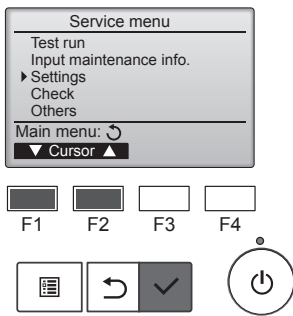 Service menu
Test run
Input maintenance info.
Settings
Check
Others
Main menu:
Cursor
F1 F2 F3 F4